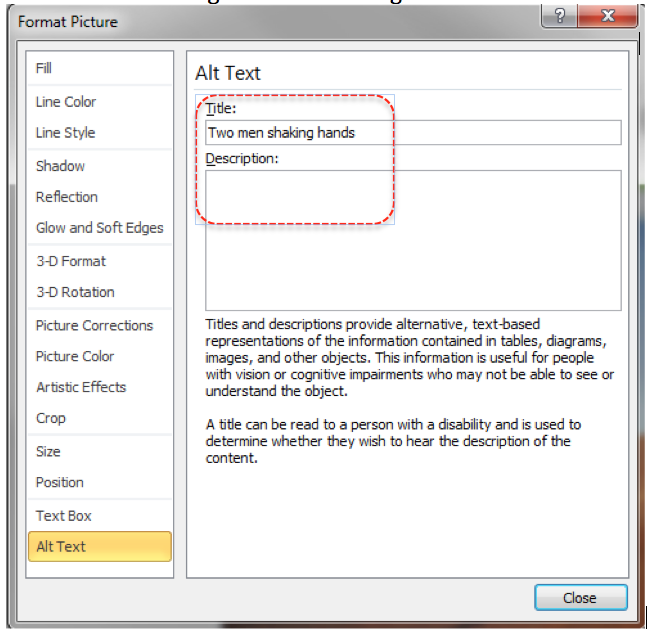 Format Picture
?
X
Fill
Line Color
Line Style
Shadow
Reflection
Glow and Soft Edges
3-D Format
3-D Rotation
Picture Corrections
Picture Color
Artistic Effects
Crop
Size
Position
Text Box
Alt Text
Alt Text
Title:
Two men shaking hands
Description:
Titles and descriptions provide alternative, text-based
representations of the information contained in tables, diagrams,
images, and other objects. This information is useful for people
with vision or cognitive impairments who may not be able to see or
understand the object.
A title can be read to a person with a disability and is used to
determine whether they wish to hear the description of the
content.
Close